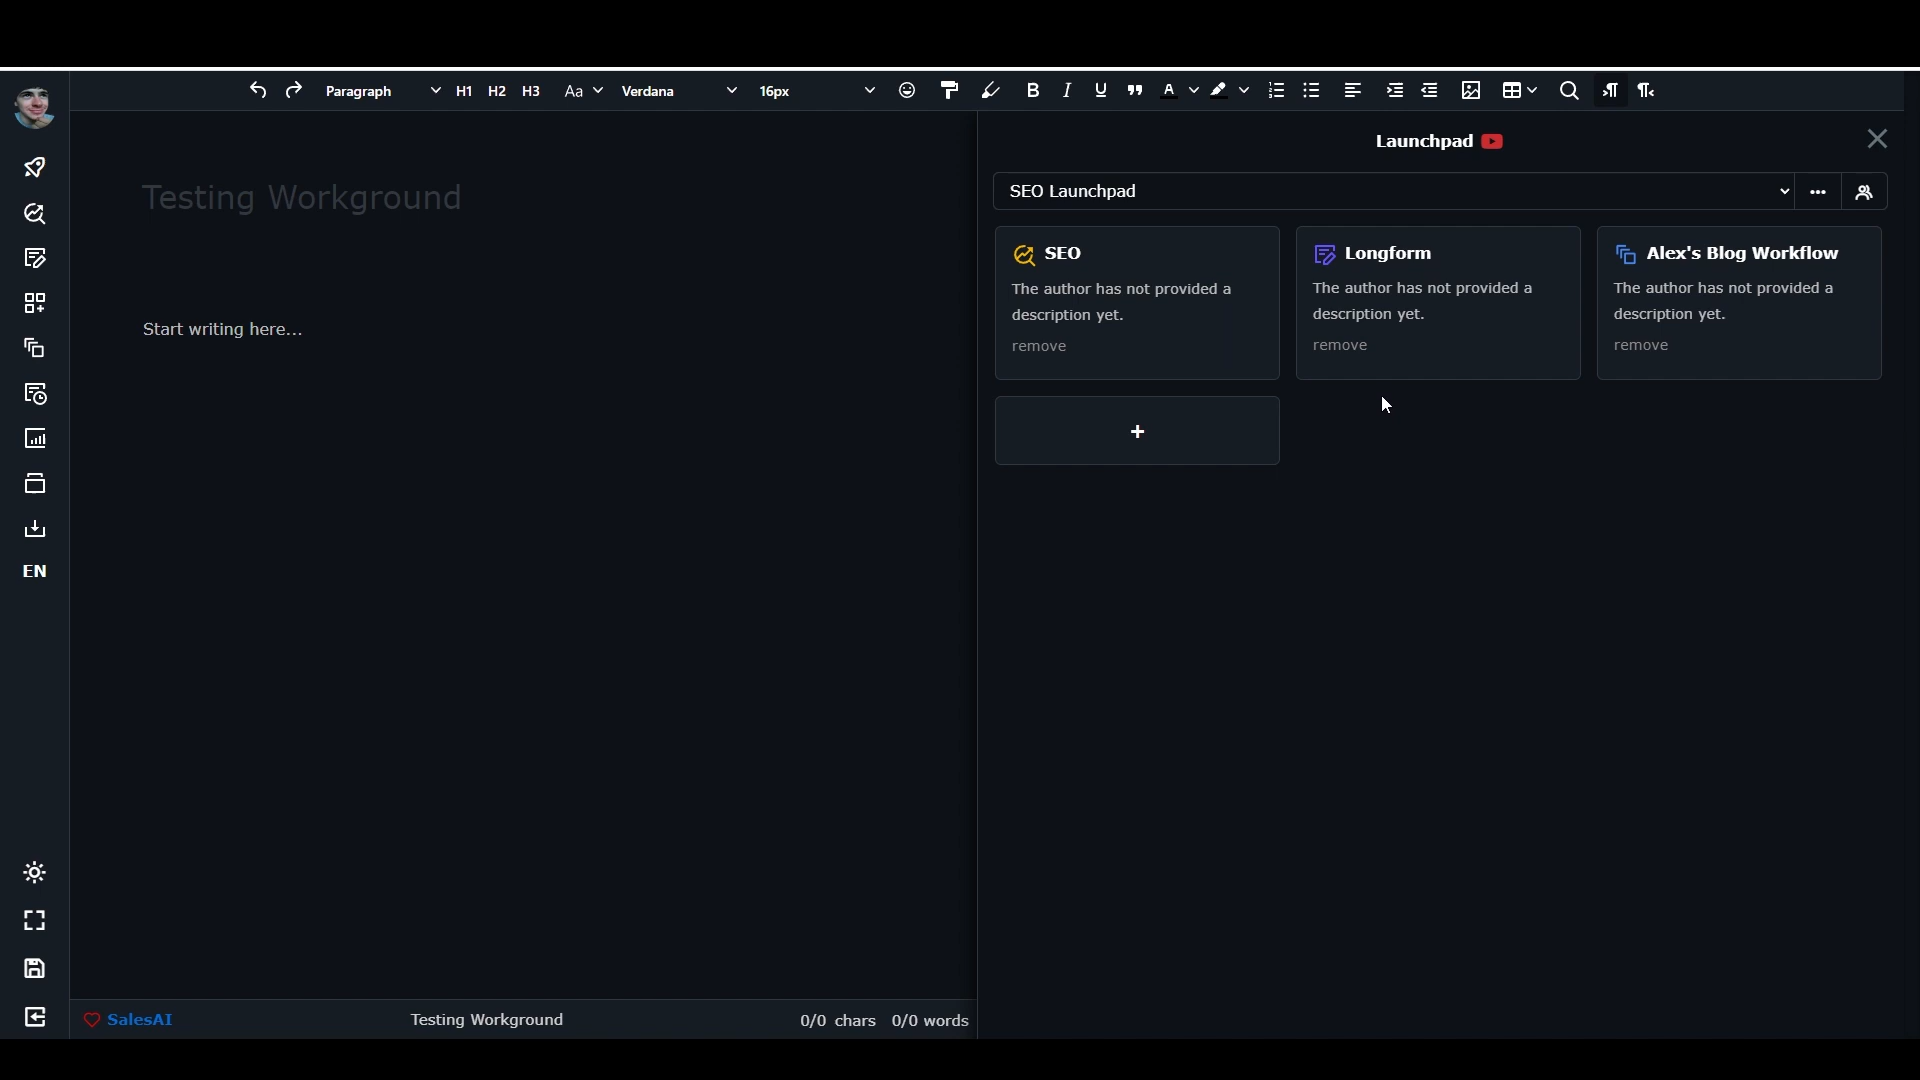 Paragraph H1 H2 H3 Aa Verdana 16px B I U A
Launchpad
Testing Workground
SEO Launchpad
SEO
The author has not provided a
description yet.
remove
Longform
The author has not provided a
description yet.
remove
Alex's Blog Workflow
The author has not provided a
description yet.
remove
Start writing here...
+
EN
SalesAI Testing Workground 0/0 chars 0/0 words